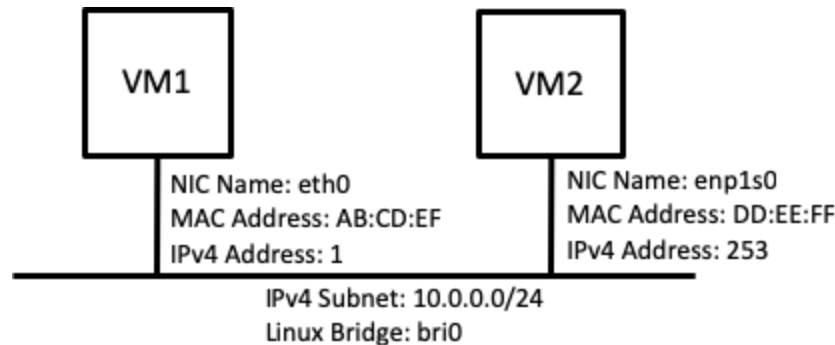 VM1
VM2
NIC Name: eth0
MAC Address: AB:CD:EF
IPv4 Address: 1
NIC Name: enp1s0
MAC Address: DD:EE:FF
IPv4 Address: 253
IPv4 Subnet: 10.0.0.0/24
Linux Bridge: bri0